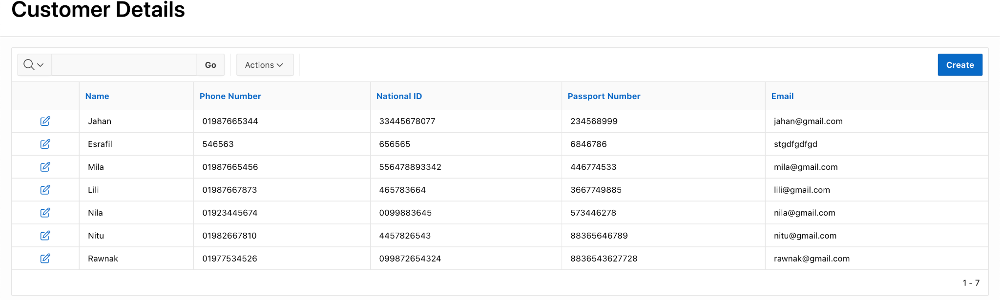 Customer Details
Go Actions Create
Name Phone Number National ID Passport Number Email
Jahan 01987665344 33445678077 234568999 jahan@gmail.com
Esrafil 546563 656565 6846786 stgdfgdfgd
Mila 01987665456 556478893342 446774533 mila@gmail.com
Lili 01987667873 465783664 3667749885 lili@gmail.com
Nila 01923445674 0099883645 573446278 nila@gmail.com
Nitu 01982667810 4457826543 88365646789 nitu@gmail.com
Rawnak 01977534526 099872654324 8836543627728 rawnak@gmail.com
1 - 7